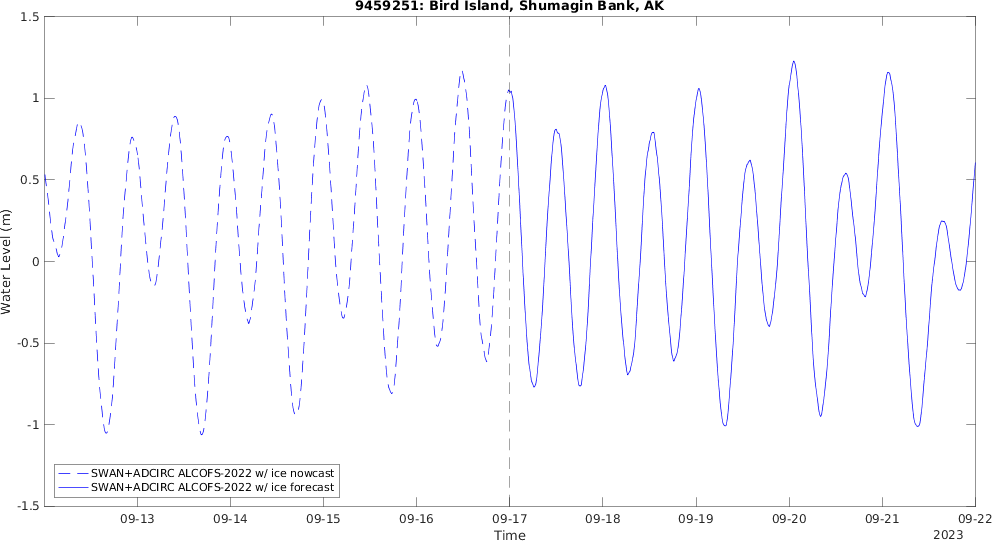 9459251: Bird Island, Shumagin Bank, AK
1.5
1
0.5
0
-0.5
-1
-1.5
Water Level (m)
SWAN+ADCIRC ALCOFS-2022 w/ ice nowcast
SWAN+ADCIRC ALCOFS-2022 w/ ice forecast
09-13 09-14 09-15 09-16 09-17 09-18 09-19 09-20 09-21 09-22
Time
2023